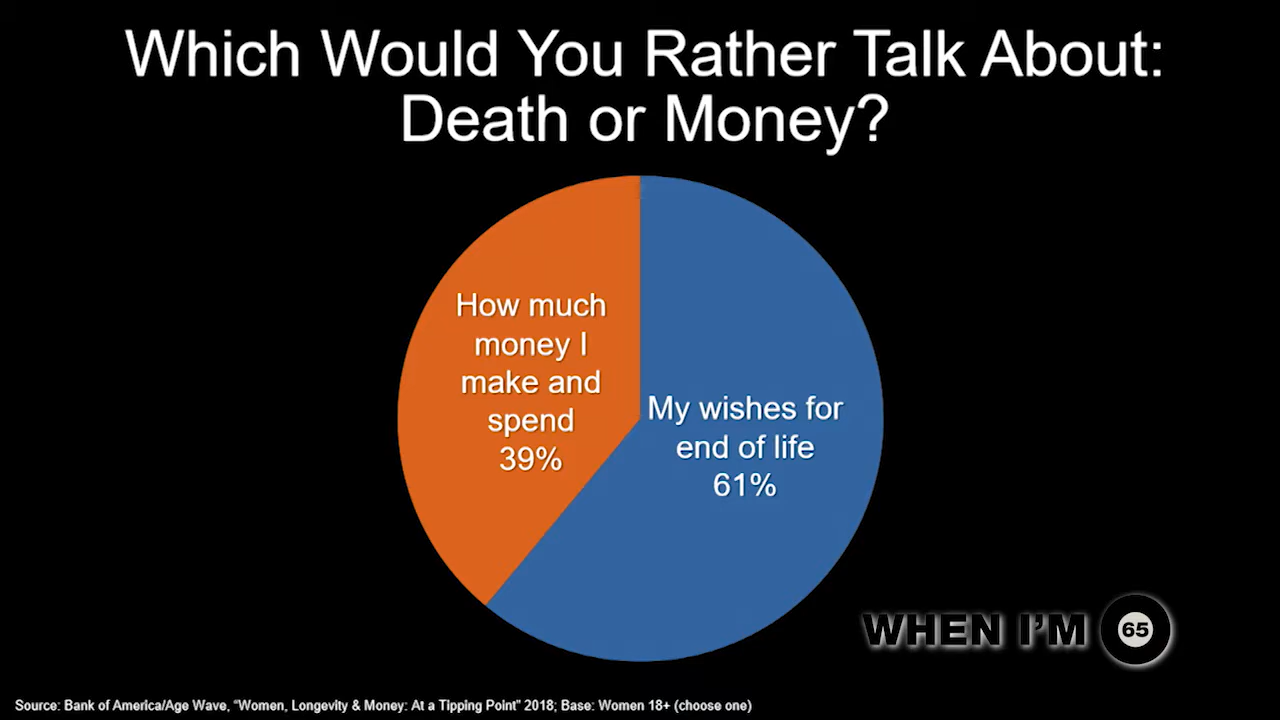 Which Would You Rather Talk About:
Death or Money?
How much
money I
make and
spend
39%
My wishes for
end of life
61%
WHEN I'M 65
Source: Bank of America/Age Wave, "Women, Longevity & Money: At a Tipping Point" 2018; Base: Women 18+ (choose one)